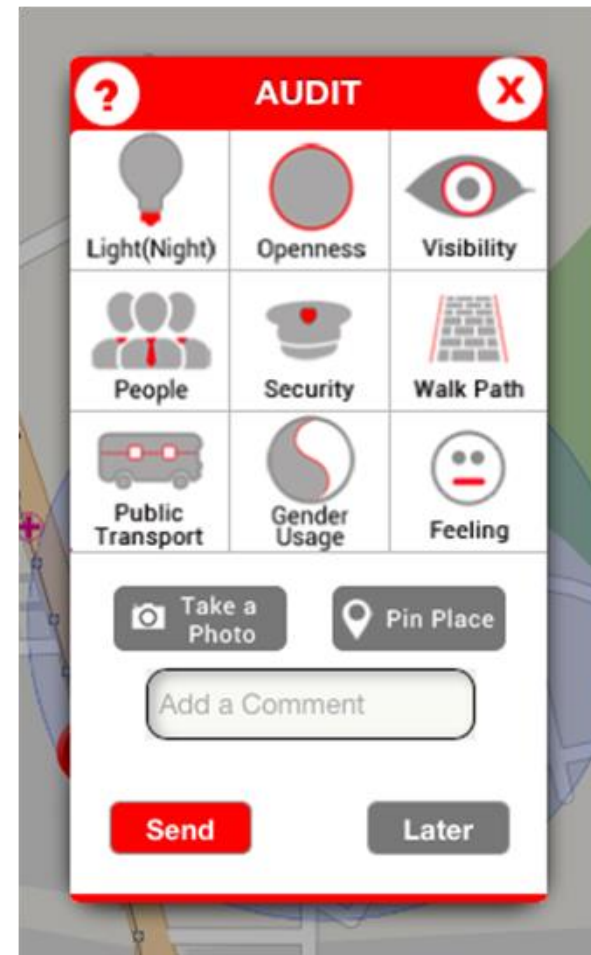 ? AUDIT X
Light(Night) Openness Visibility
People Security Walk Path
Public Transport
Gender Usage
Feeling
Take a Photo
Pin Place
Add a Comment
Send Later